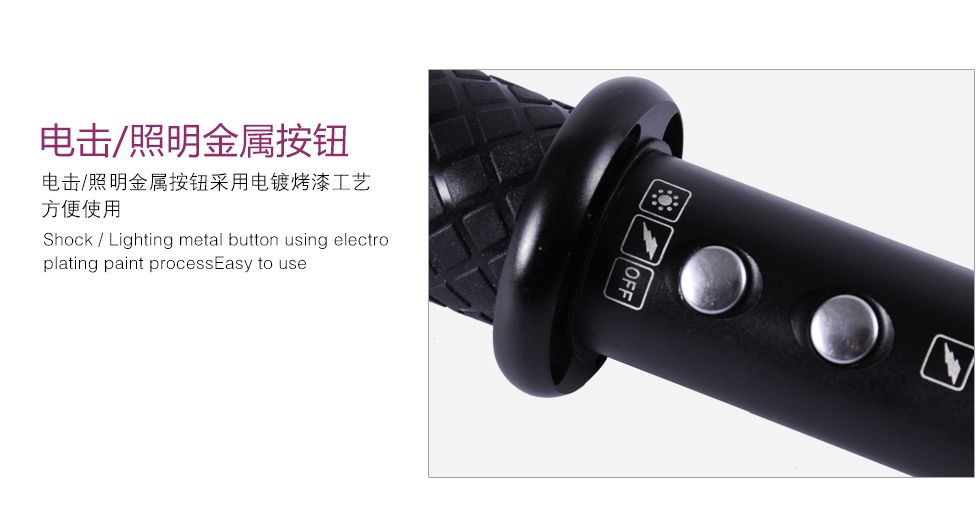 电击/照明金属按钮
电击/照明金属按钮采用电镀烤漆工艺
方便使用
Shock / Lighting metal button using electro
plating paint processEasy to use
OFF